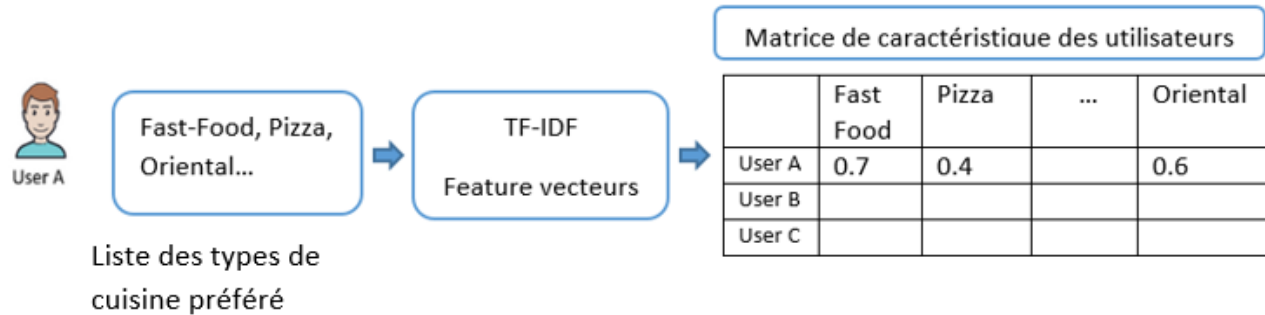 Matrice de caractéristique des utilisateurs
User A
Fast-Food, Pizza,
Oriental...
Liste des types de
cuisine préféré
TF-IDF
Feature vecteurs
Fast Pizza ... Oriental
Food
User A 0.7 0.4 0.6
User B
User C